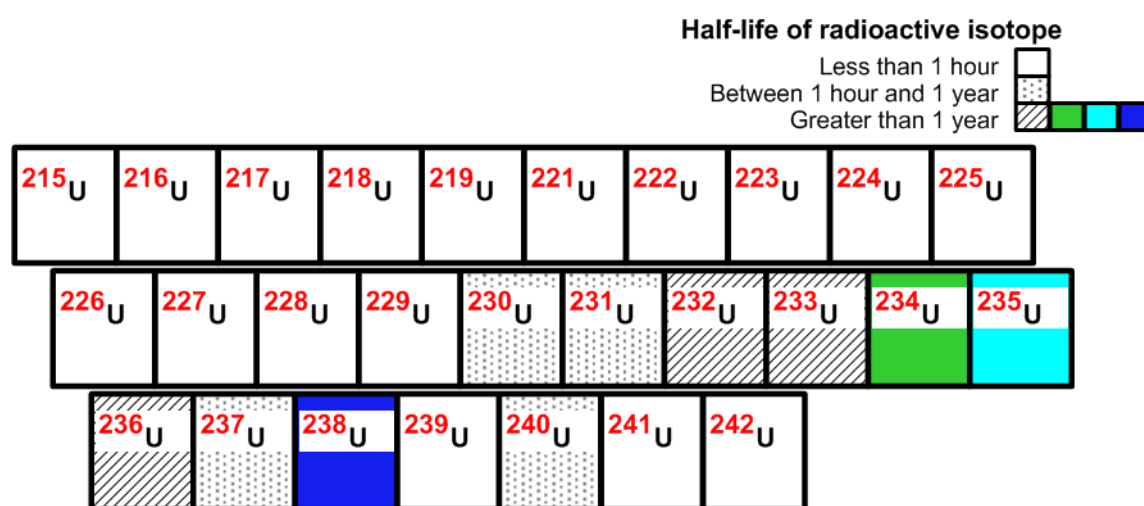 Half-life of radioactive isotope
Less than 1 hour
Between 1 hour and 1 year
Greater than 1 year
215U 216U 217U 218U 219U 221U 222U 223U 224U 225U
226U 227U 228U 229U 230U 231U 232U 233U 234U 235U
236U 237U 238U 239U 240U 241U 242U